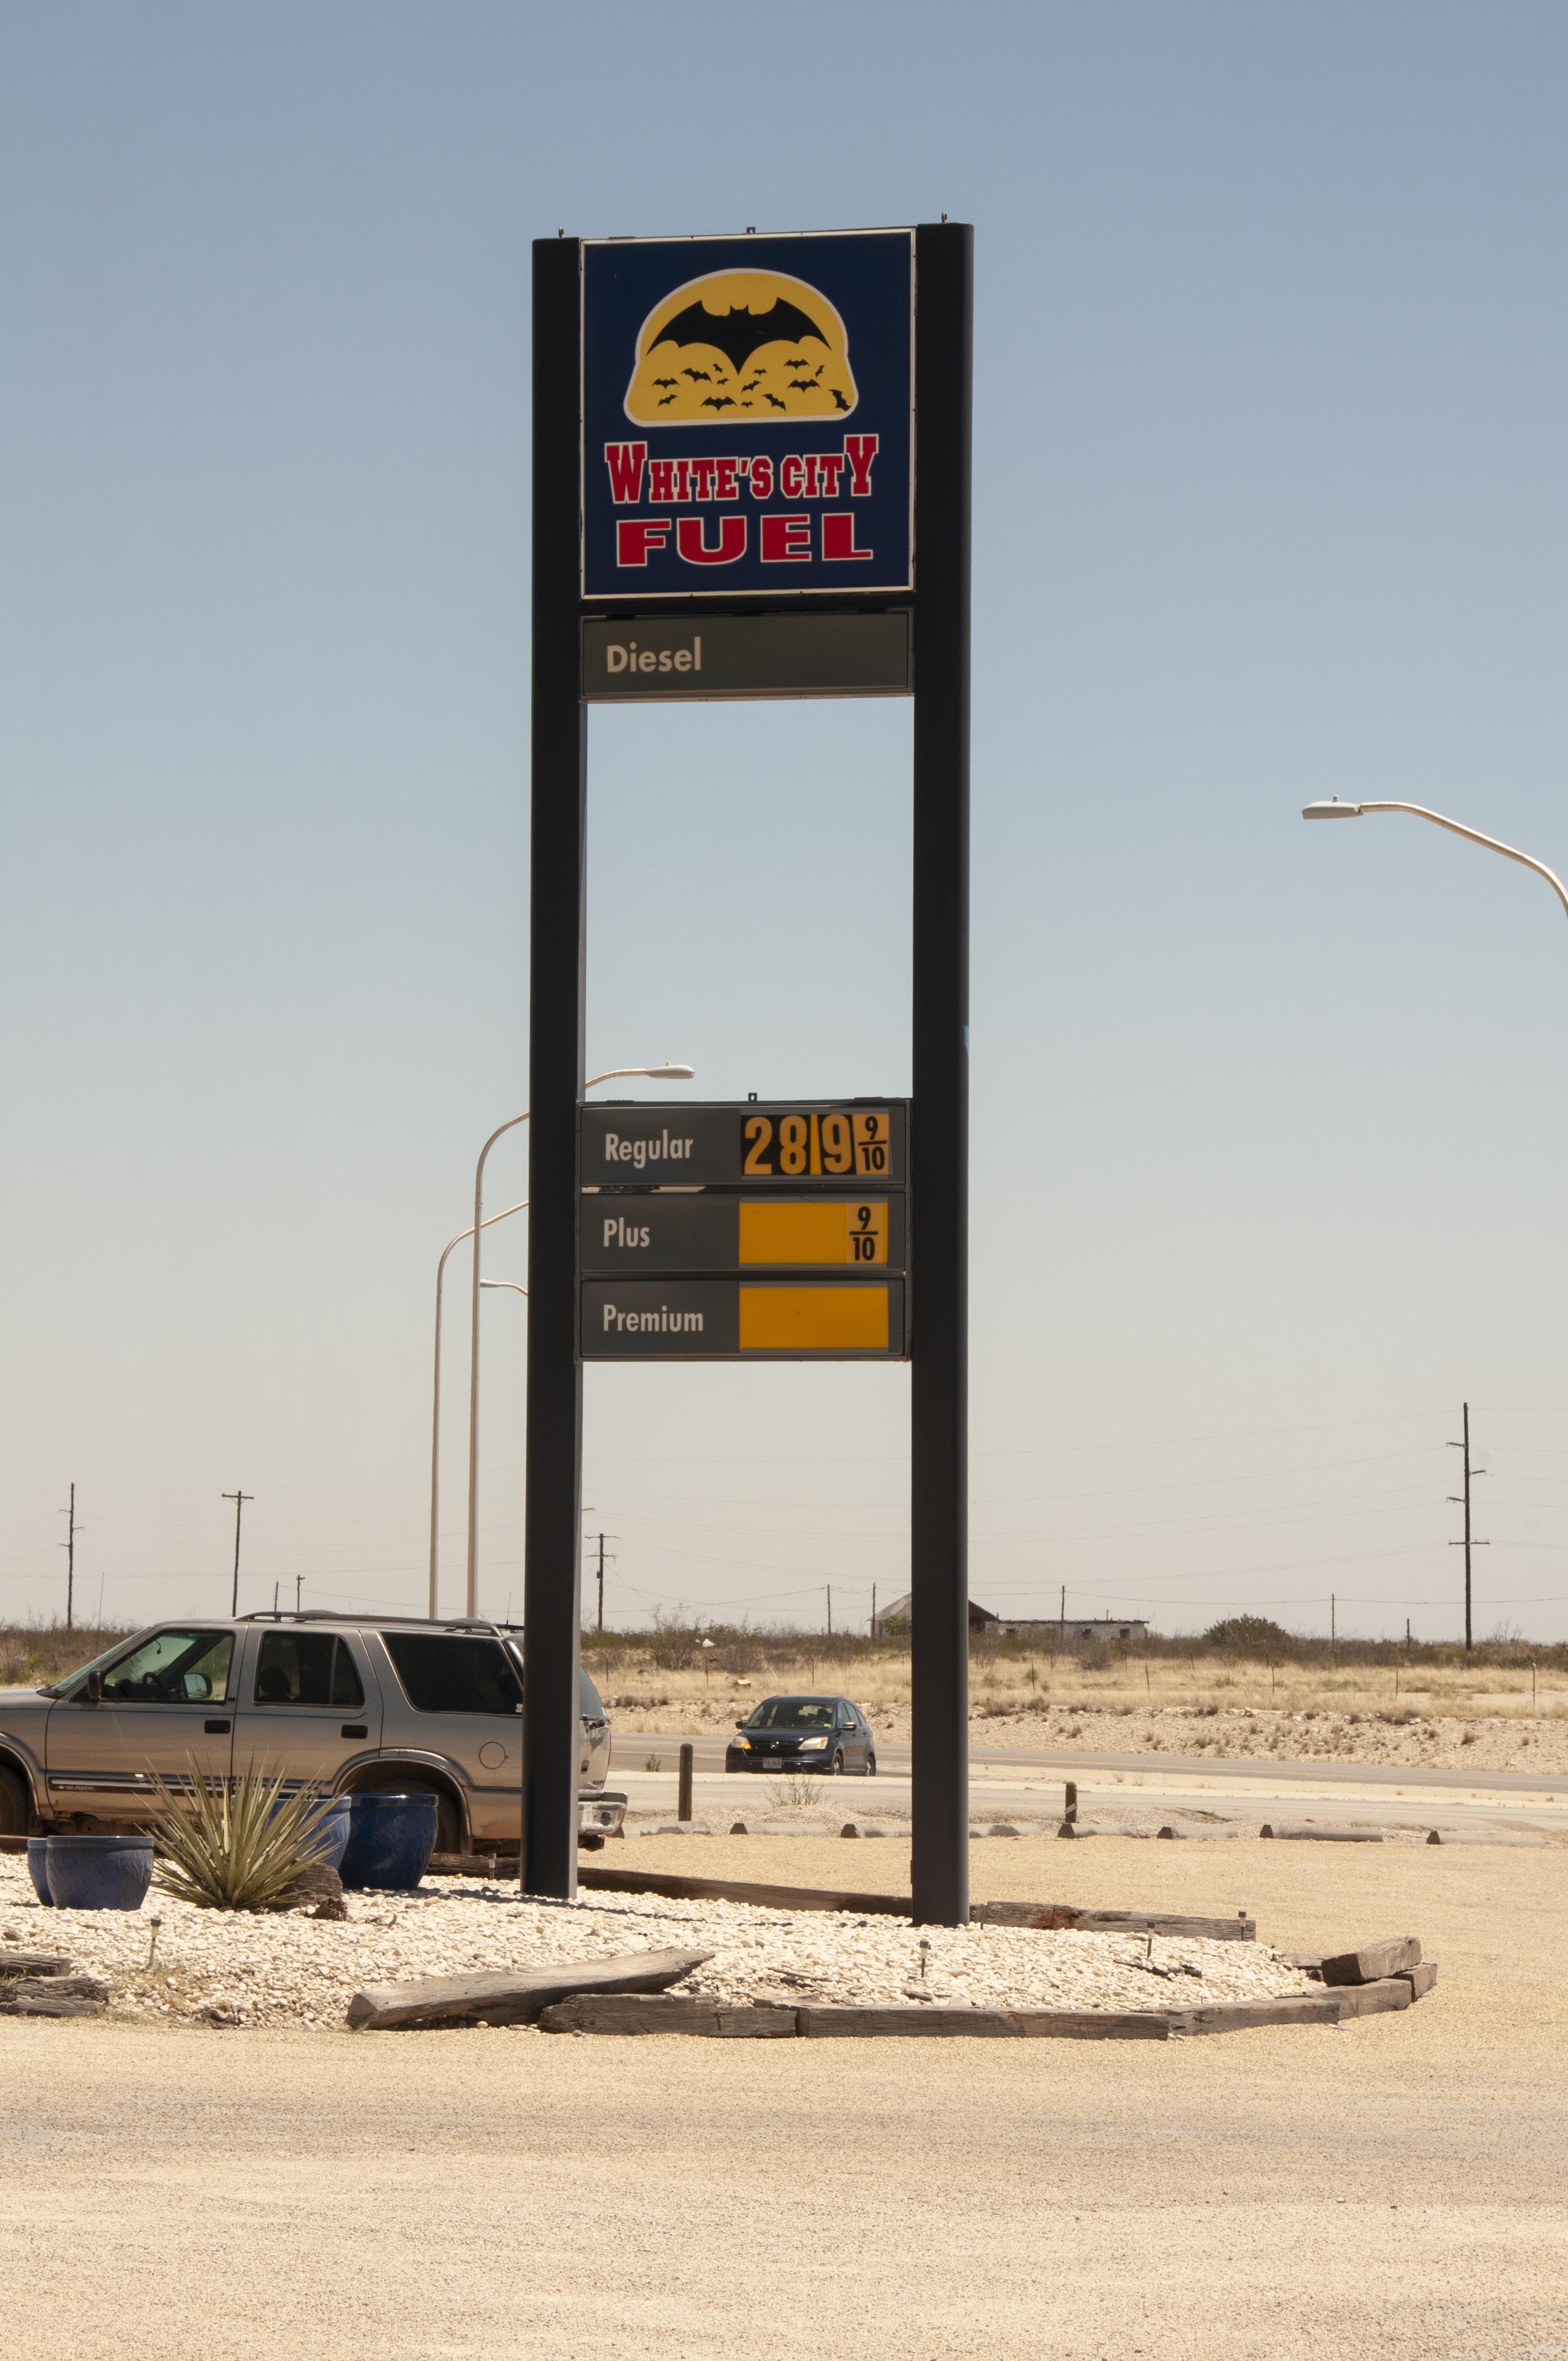 WHITE'S CITY
FUEL
Diesel
Regular 289 9/10
Plus 9/10
Premium